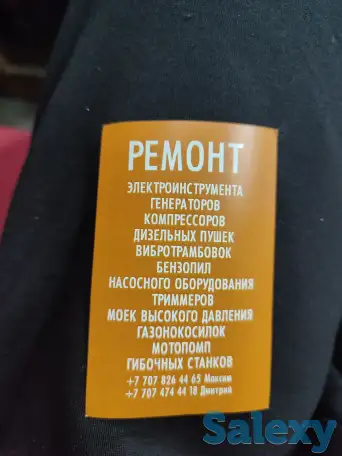 РЕМОНТ
ЭЛЕКТРОИНСТРУМЕНТА
ГЕНЕРАТОРОВ
КОМПРЕССОРОВ
ДИЗЕЛЬНЫХ ПУШЕК
ВИБРОТРАМБОВОК
БЕНЗОПИЛ
НАСОСНОГО ОБОРУДОВАНИЯ
ТРИММЕРОВ
МОЕК ВЫСОКОГО ДАВЛЕНИЯ
ГАЗОНОКОСИЛОК
МОТОПОМП
ГИБОЧНЫХ СТАНКОВ
+7 707 826 44 65 Максим
+7 707 474 44 18 Дмитрий
Salexy